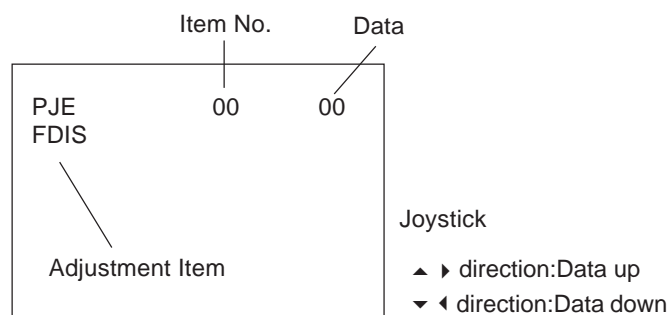 Item No. Data
PJE 00 00
FDIS
Adjustment Item
Joystick
▲ ▶ direction:Data up
▼ ◀ direction:Data down